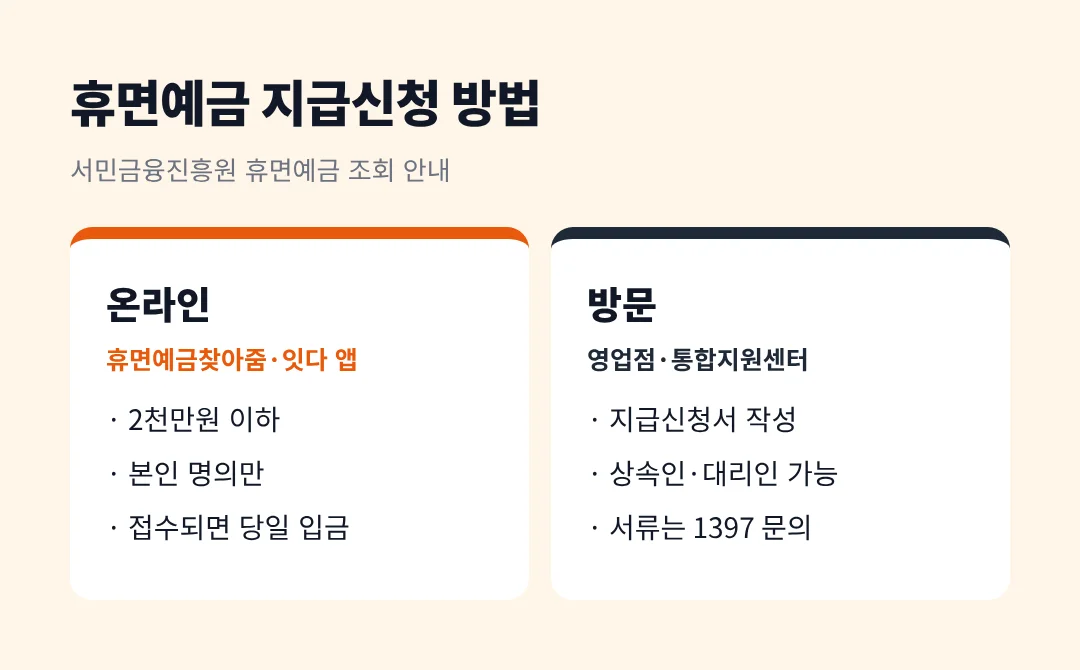 휴면예금 지급신청 방법
서민금융진흥원 휴면예금 조회 안내
온라인
휴면예금찾아줌·잇다 앱
· 2천만원 이하
· 본인 명의만
· 접수되면 당일 입금
방문
영업점·통합지원센터
· 지급신청서 작성
· 상속인·대리인 가능
· 서류는 1397 문의